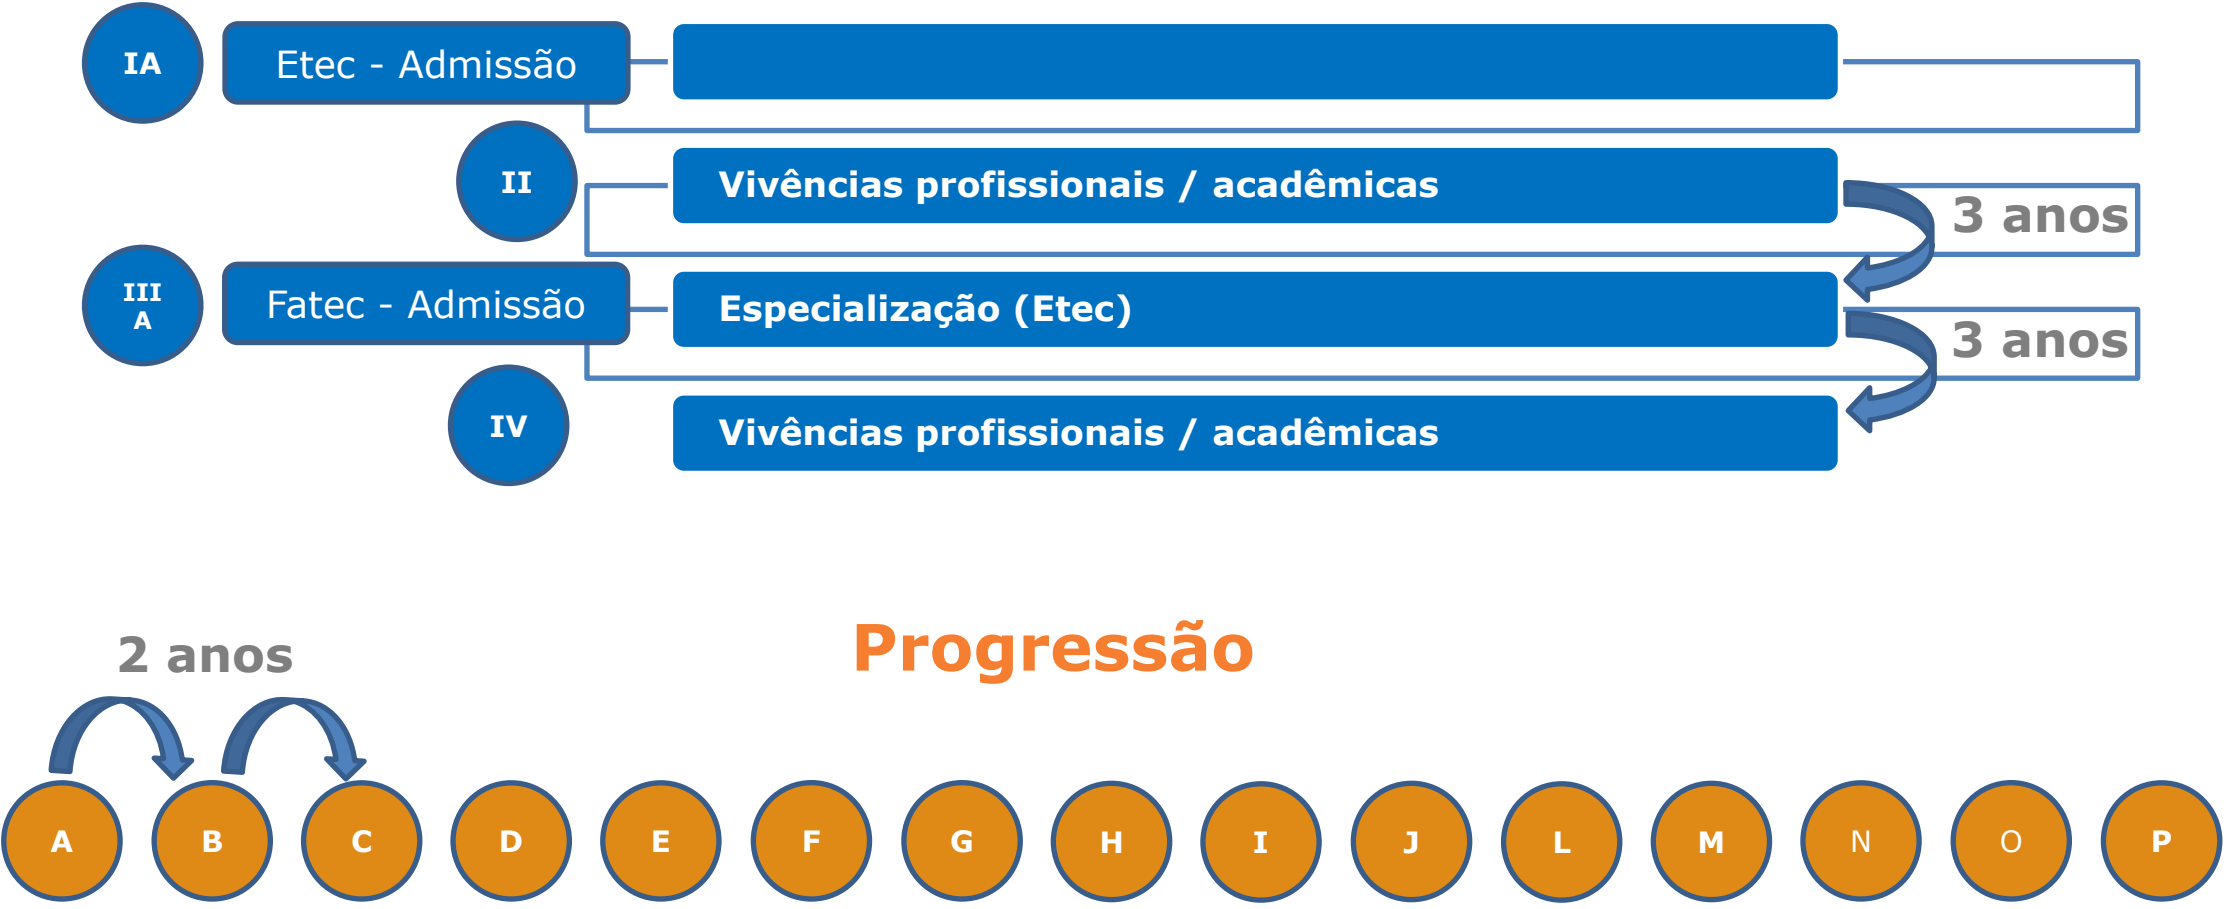 IA
Etec - Admissão
II
Vivências profissionais / acadêmicas
3 anos
III
A
Fatec - Admissão
Especialização (Etec)
3 anos
IV
Vivências profissionais / acadêmicas
Progressão
2 anos
A B C D E F G H I J L M N O P